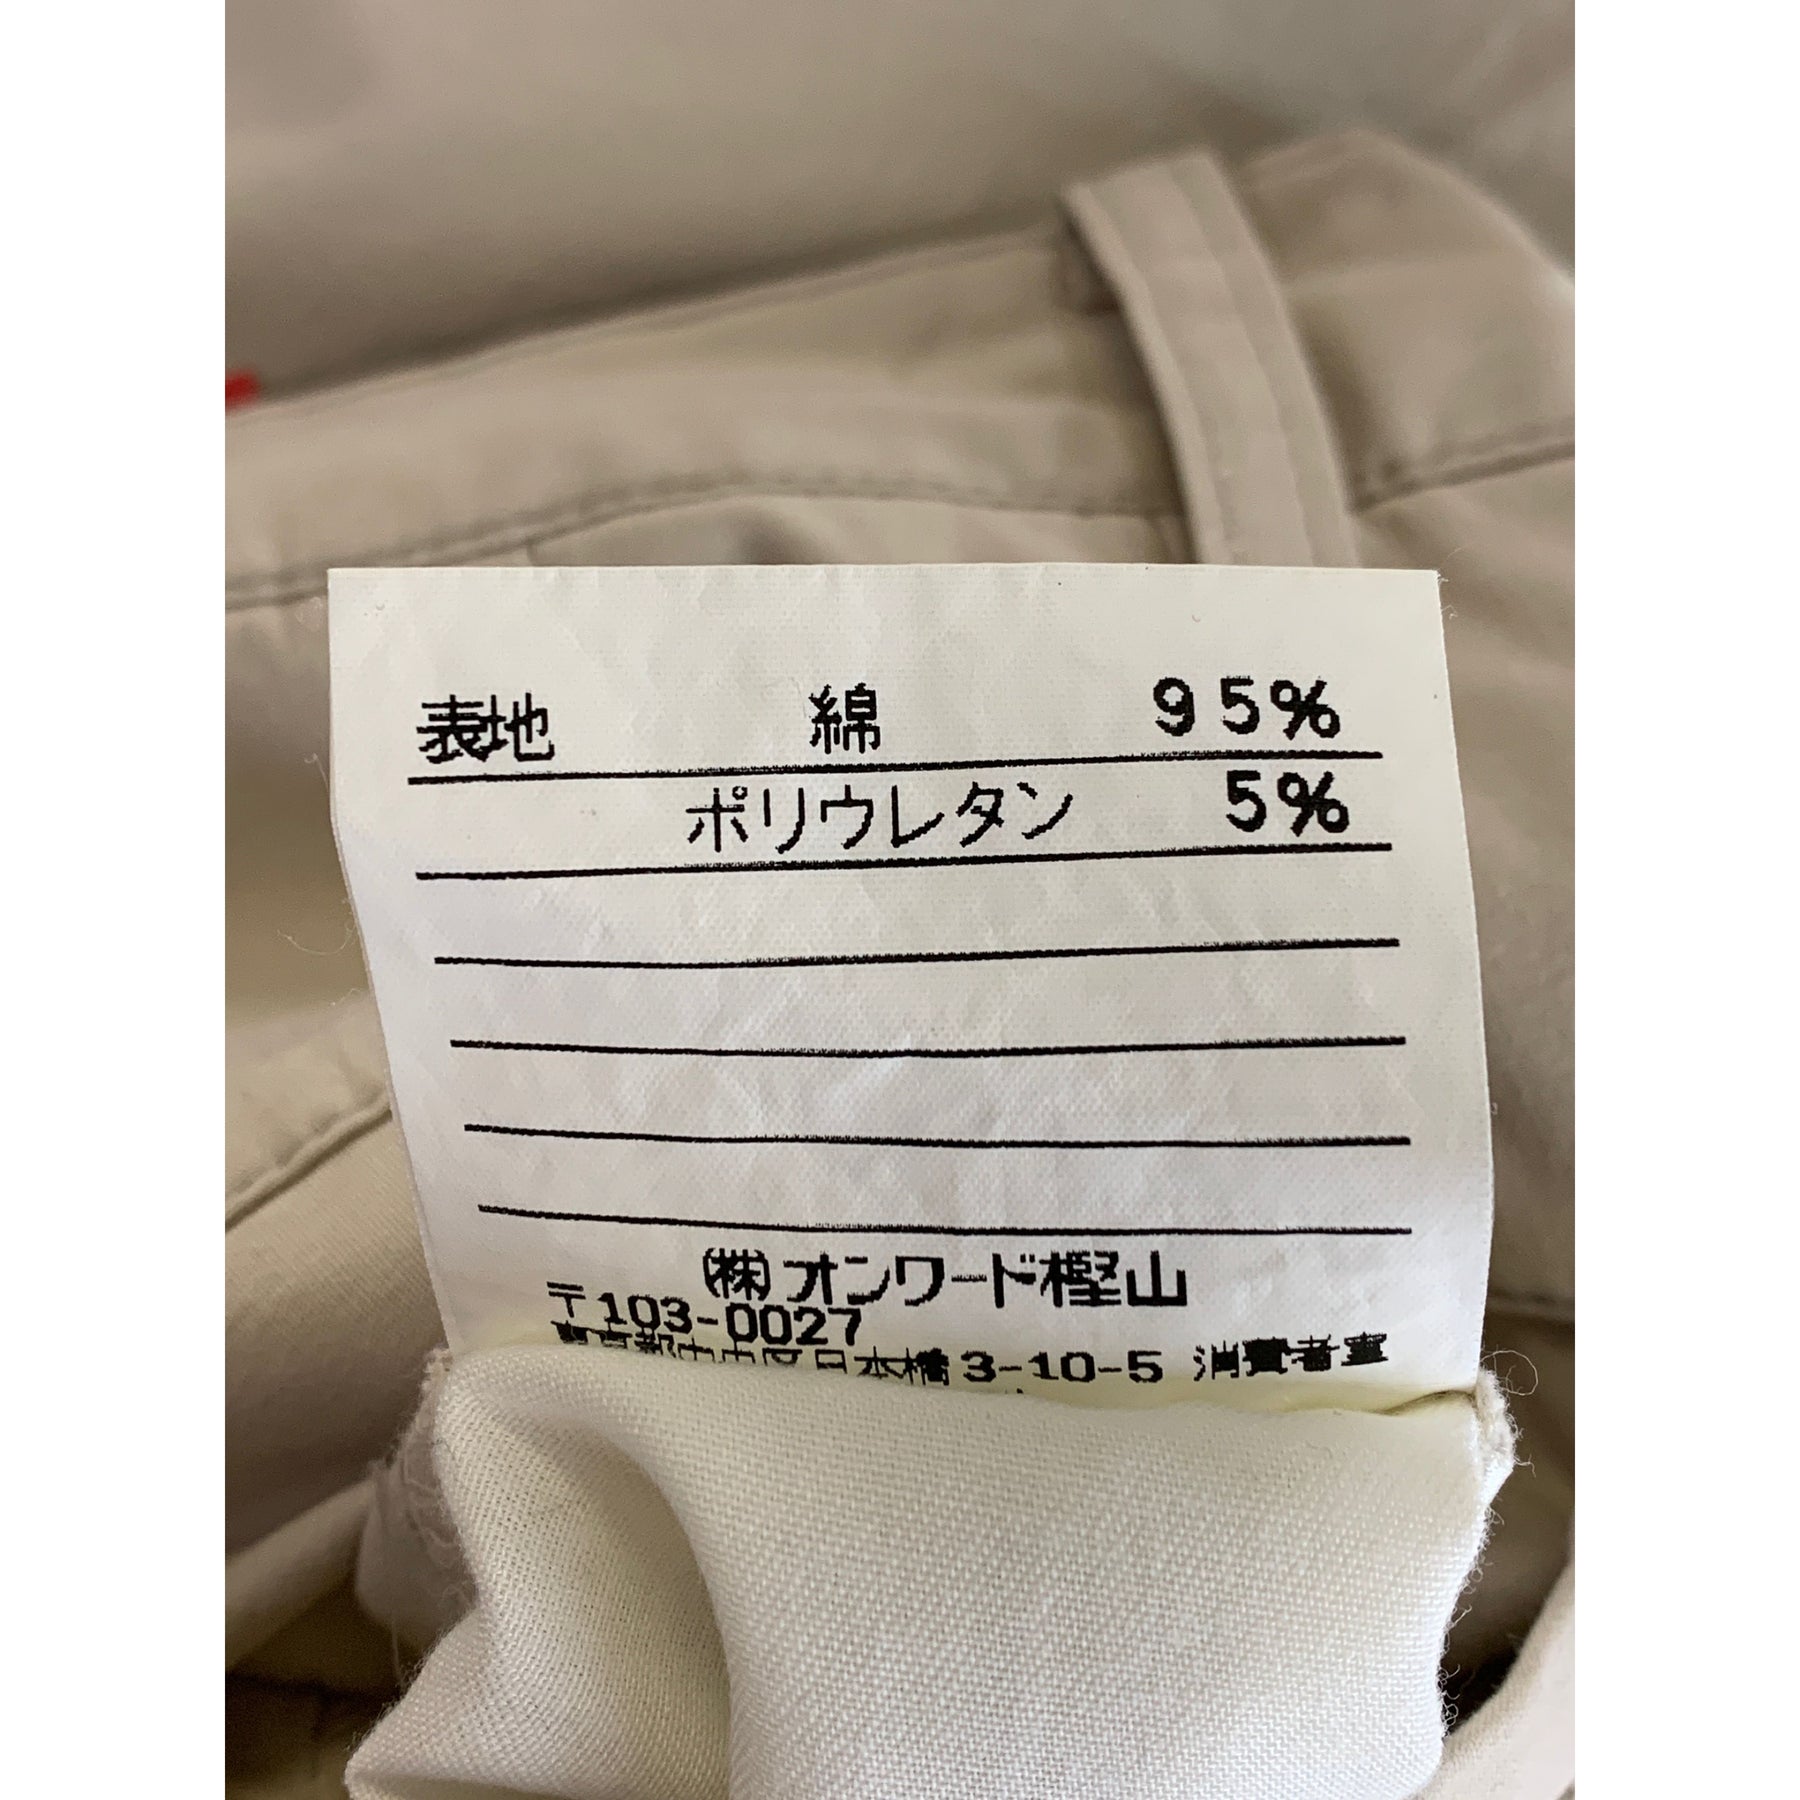 表地 綿 95%
ポリウレタン 5%
㈱オンワード樫山
〒103-0027
東京都中央区日本橋3-10-5 消費者室